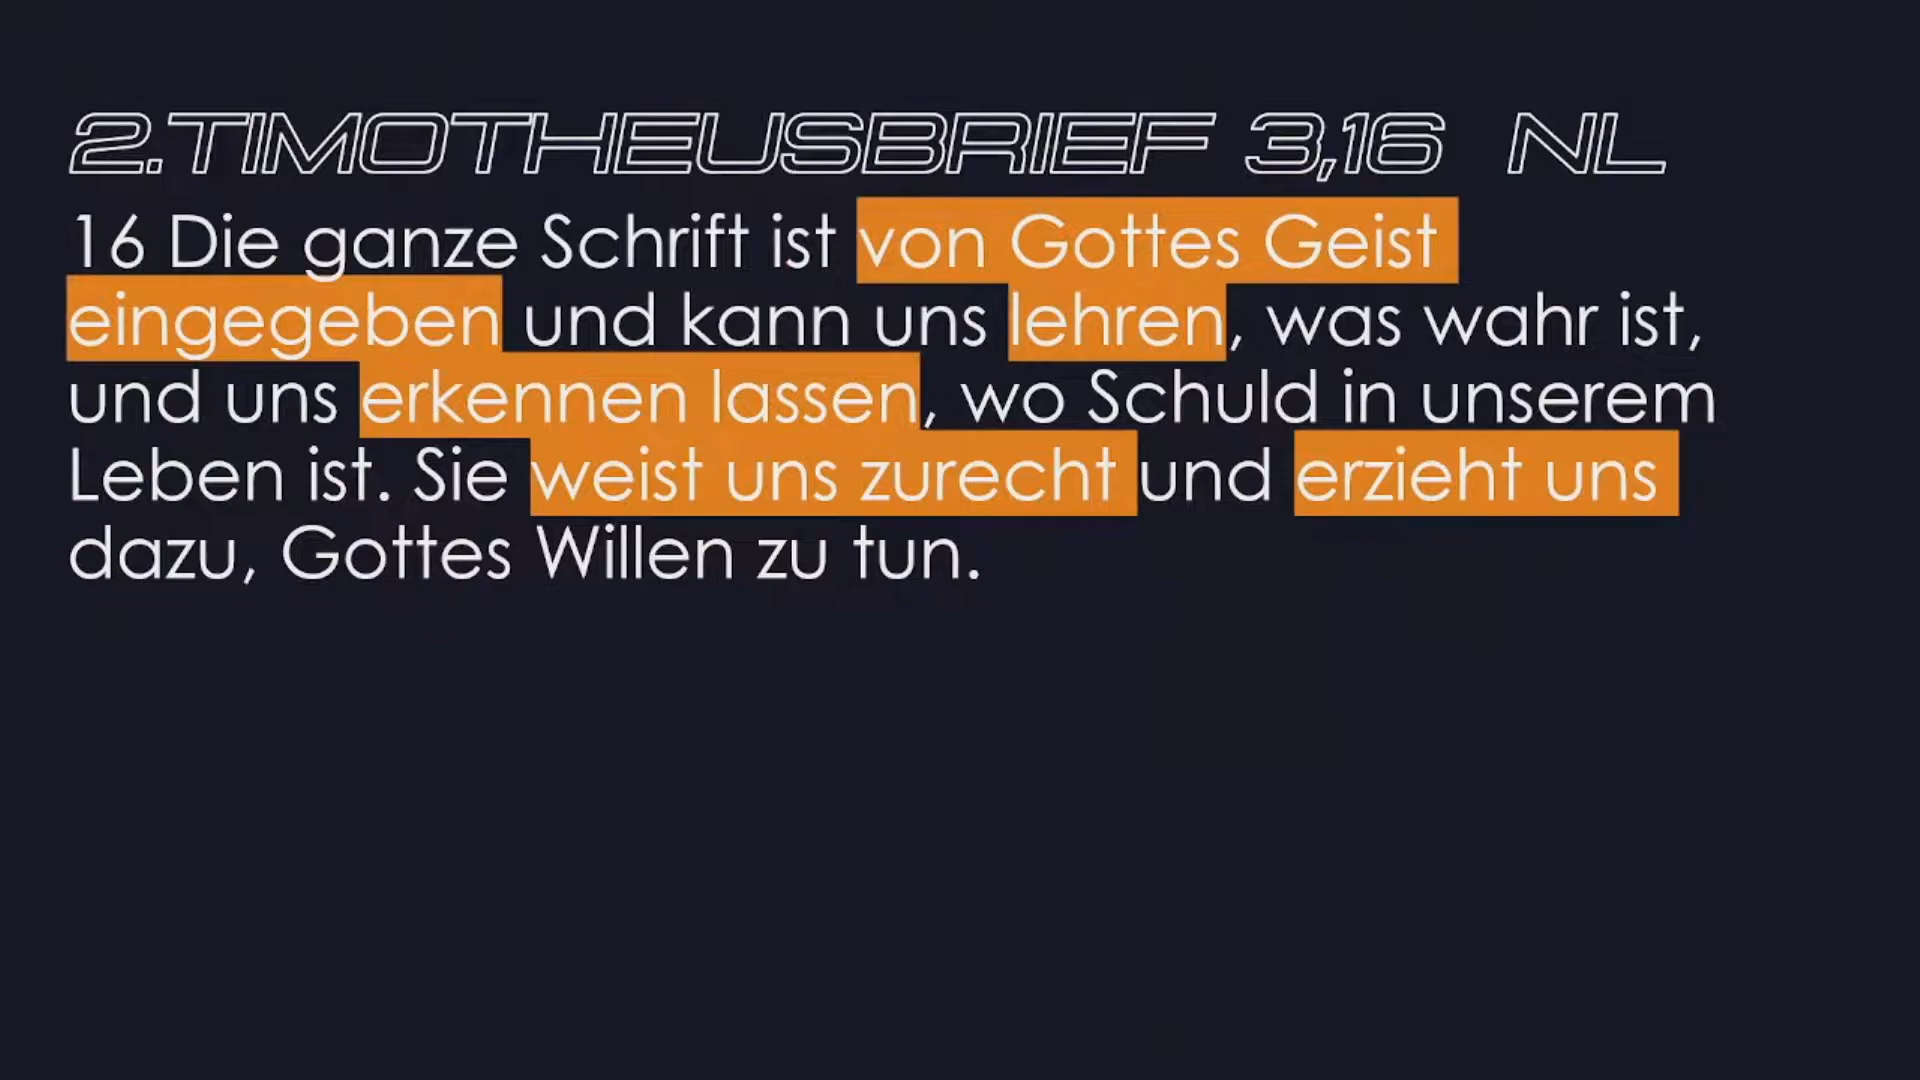 2.TIMOTHEUSBRIEF 3,16 NL
16 Die ganze Schrift ist von Gottes Geist
eingegeben und kann uns lehren, was wahr ist,
und uns erkennen lassen, wo Schuld in unserem
Leben ist. Sie weist uns zurecht und erzieht uns
dazu, Gottes Willen zu tun.